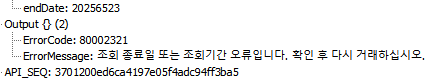 endDate: 20256523
Output {} (2)
ErrorCode: 80002321
ErrorMessage: 조회 종료일 또는 조회기간 오류입니다. 확인 후 다시 거래하십시오.
API_SEQ: 3701200ed6ca4197e05f4adc94ff3ba5